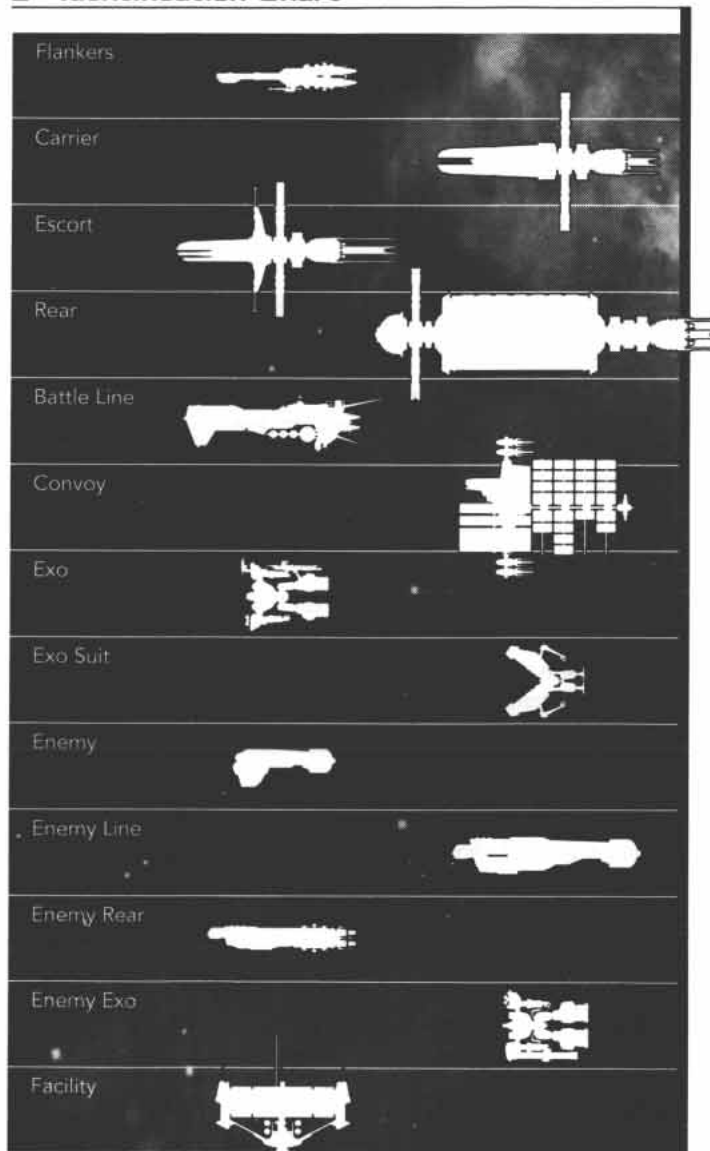 Flankers
Carrier
Escort
Rear
Battle Line
Convoy
Exo
Exo Suit
Enemy
Enemy Line
Enemy Rear
Enemy Exo
Facility